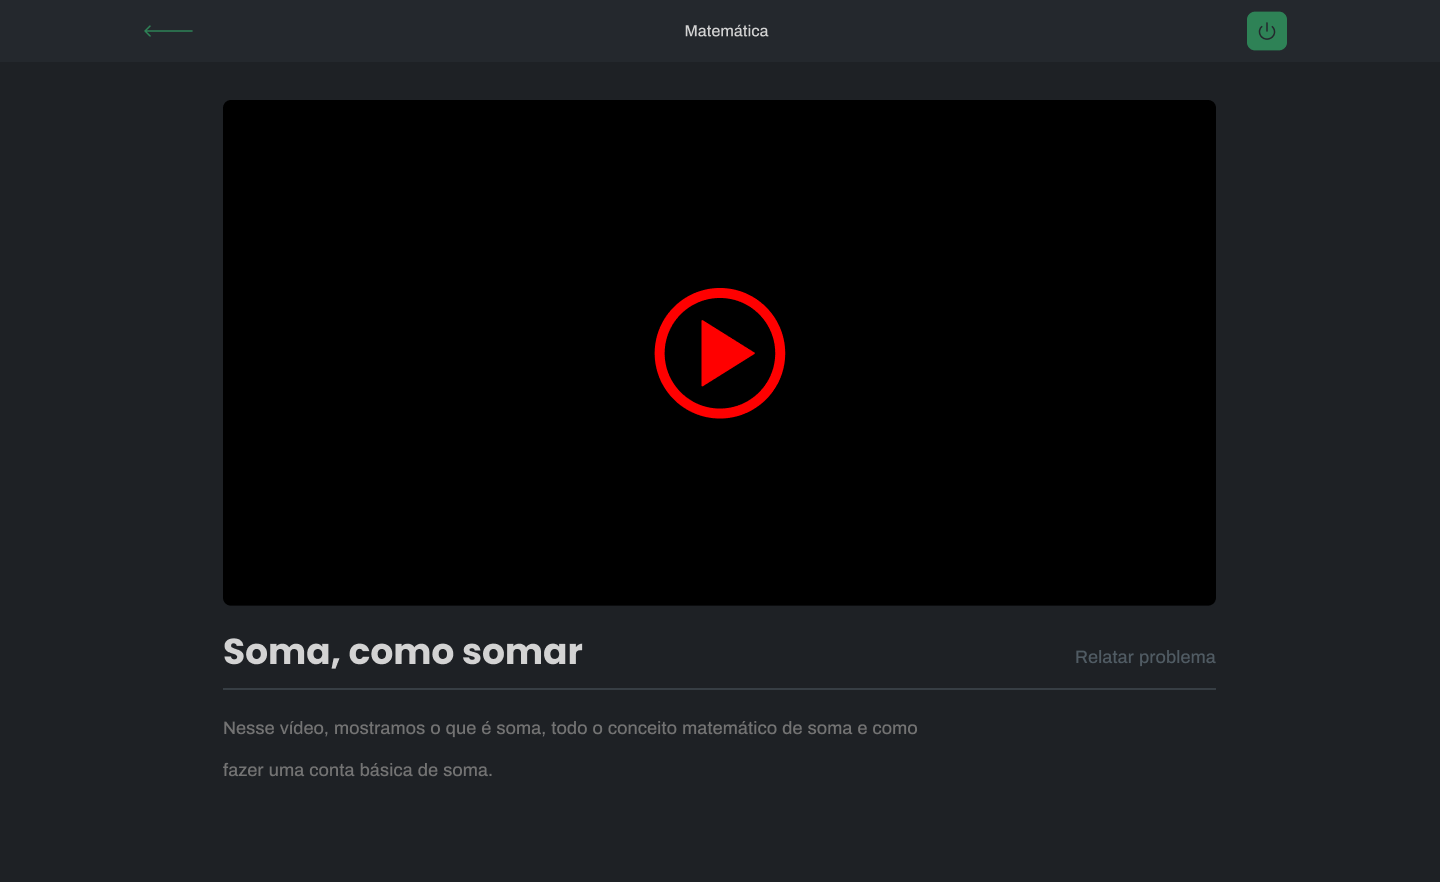 Matemática
Soma, como somar
Relatar problema
Nesse vídeo, mostramos o que é soma, todo o conceito matemático de soma e como
fazer uma conta básica de soma.